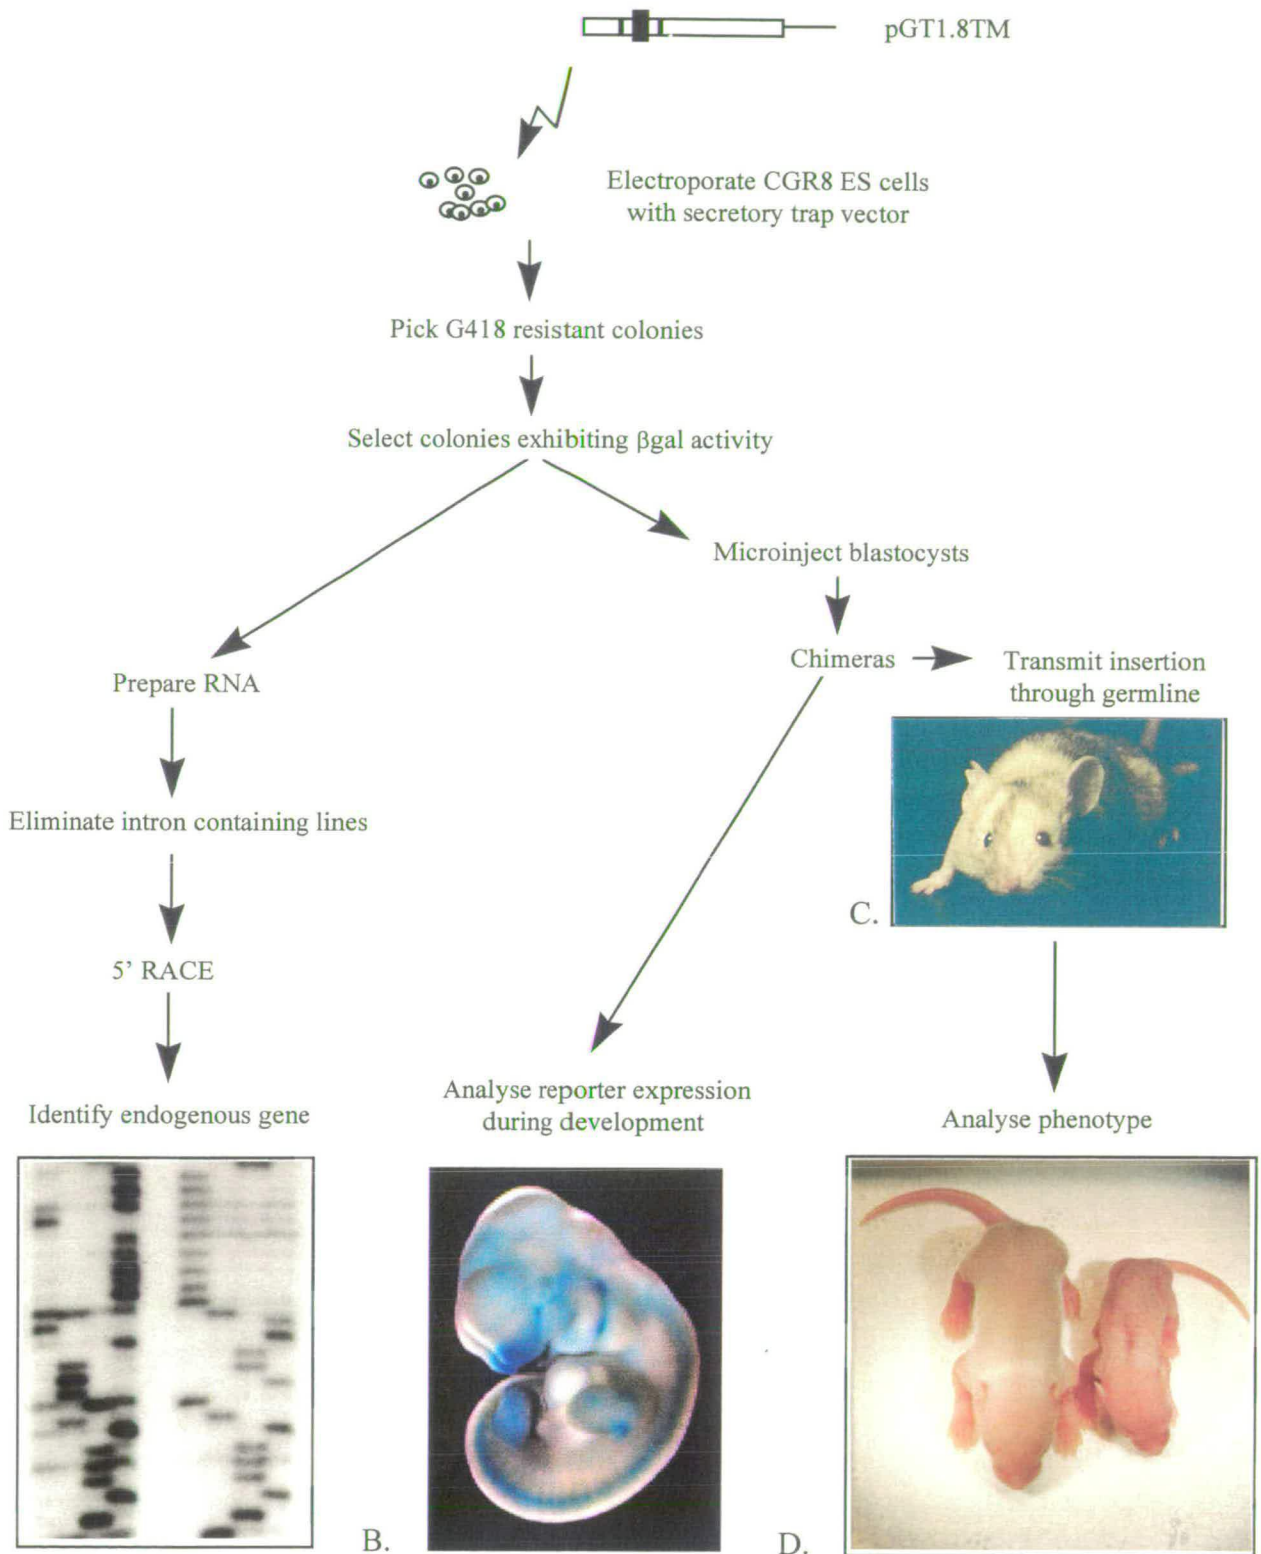 pGT1.8TM
Electroporate CGR8 ES cells
with secretory trap vector
Pick G418 resistant colonies
Select colonies exhibiting βgal activity
Microinject blastocysts
Chimeras
Transmit insertion
through germline
Prepare RNA
Eliminate intron containing lines
C.
5’ RACE
Analyse reporter expression
during development
Identify endogenous gene
Analyse phenotype
B.
D.